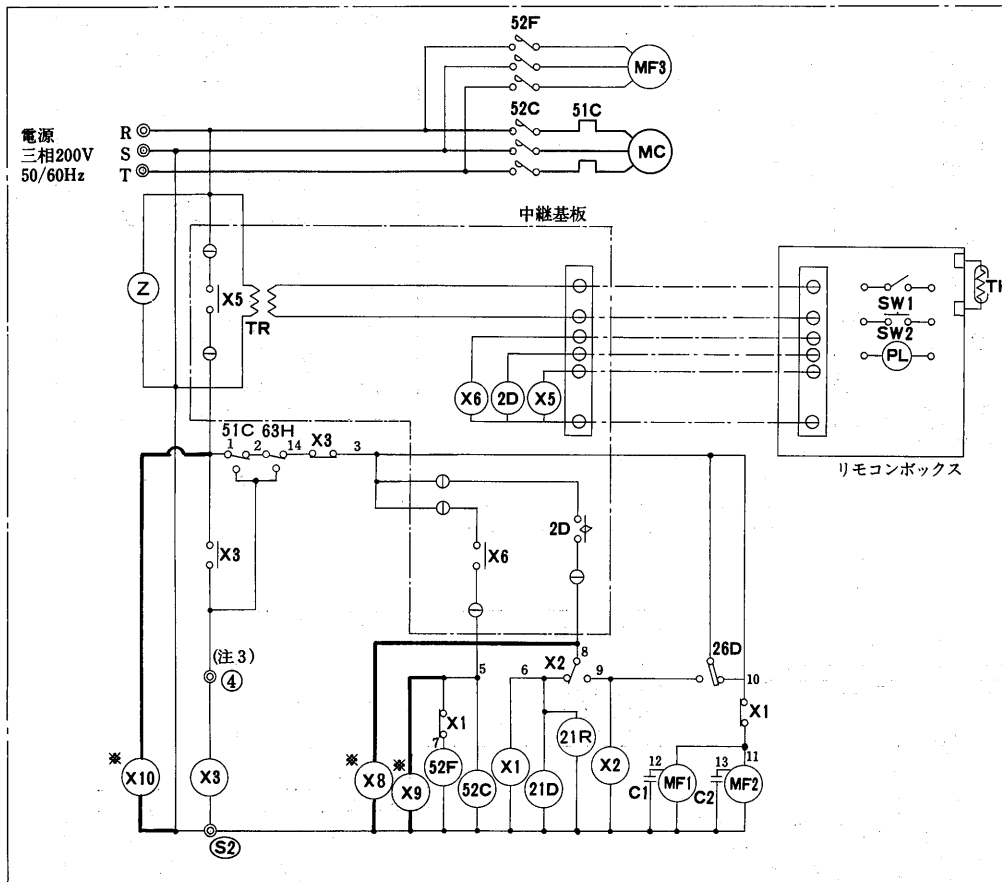 52F
MF3
52C
51C
電源
三相200V
50/60Hz
R
S
T
MC
中継基板
Z
X5
TR
SW1
SW2
PL
TH
X6
2D
X5
リモコンボックス
51C 63H
1
2
14
X3
3
X3
2D
X6
(注3)
④
X2
8
6
9
5
26D
10
X1
7
X1
11
※
X10
X3
※
X8
※
X9
52F
52C
X1
21D
21R
X2
12
C1
MF1
13
C2
MF2
S2